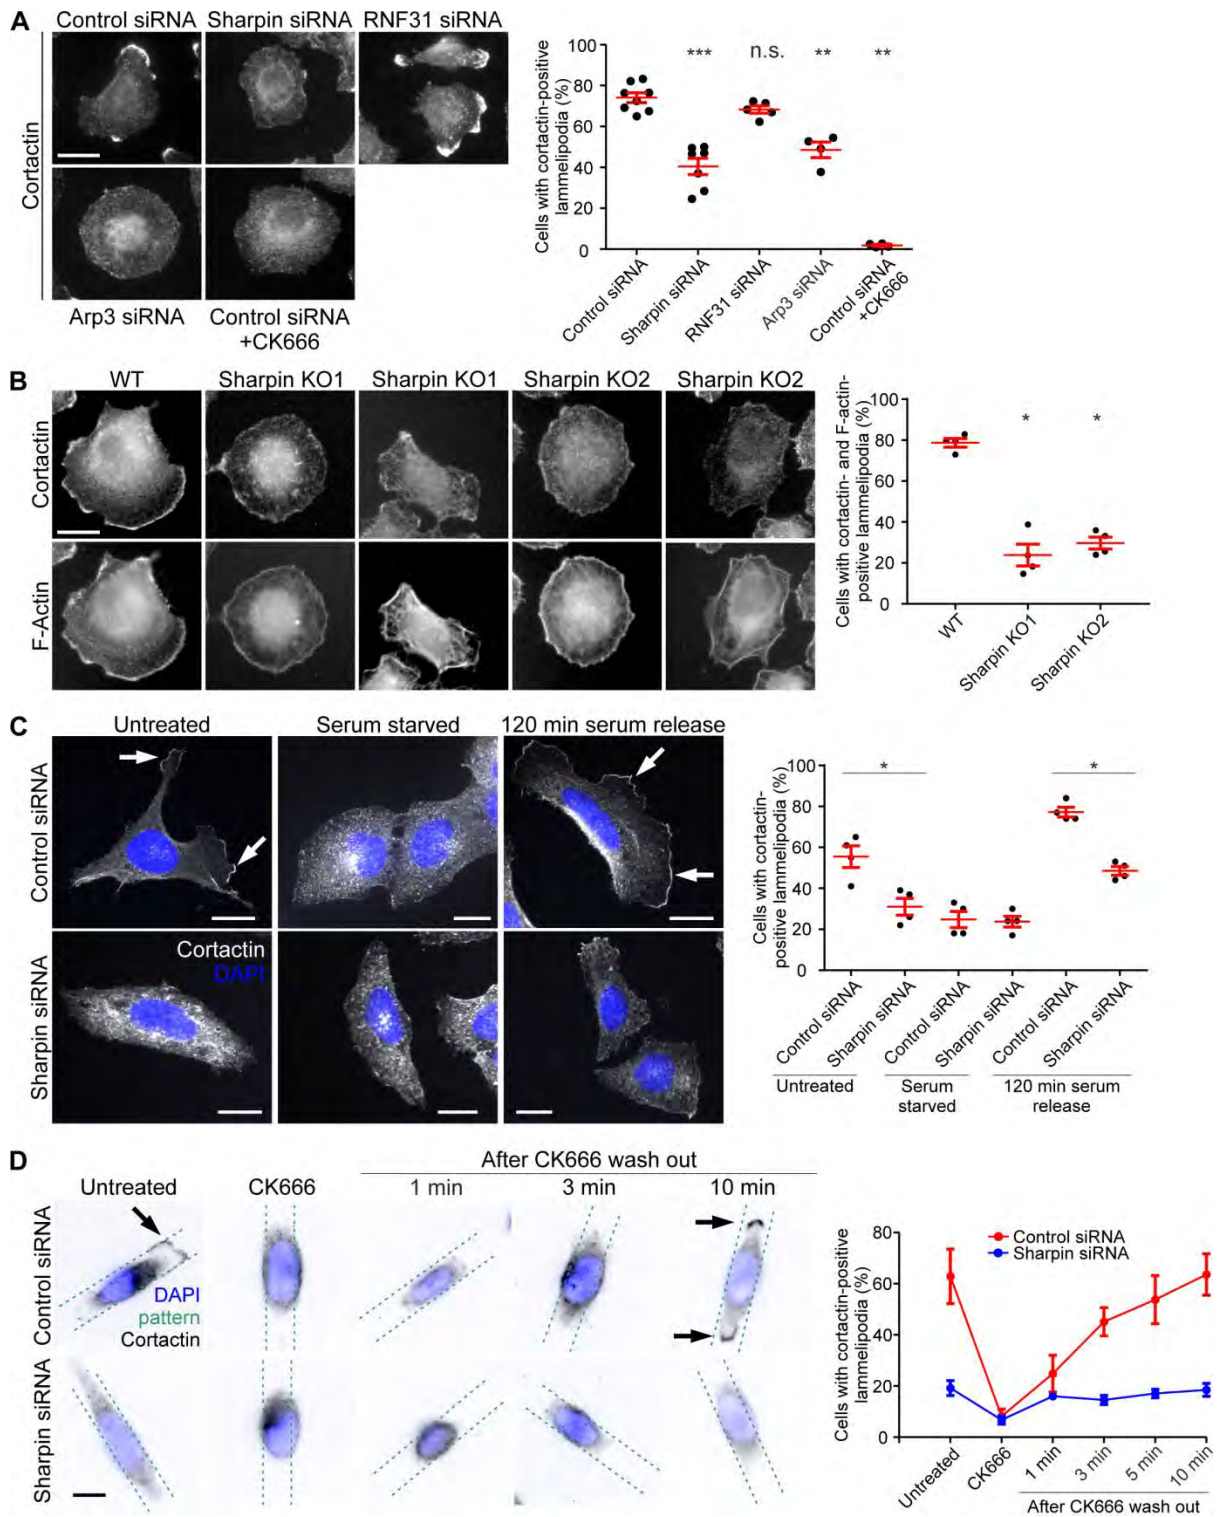 A
Control siRNA Sharpin siRNA RNF31 siRNA
Cortactin
Arp3 siRNA Control siRNA
+CK666
Cells with cortactin-positive
lammelipodia (%)
100
80
60
40
20
0
*** n.s. ** **
Control siRNA
Sharpin siRNA
RNF31 siRNA
Arp3 siRNA
Control siRNA
+CK666
B
WT Sharpin KO1 Sharpin KO1 Sharpin KO2 Sharpin KO2
Cortactin
F-Actin
Cells with cortactin- and F-actin-
positive lammelipodia (%)
100
80
60
40
20
0
* *
WT
Sharpin KO1
Sharpin KO2
C
Untreated Serum starved 120 min serum release
Control siRNA
Sharpin siRNA
Cortactin
DAPI
Cells with cortactin-
positive lammelipodia (%)
100
80
60
40
20
0
* *
Control siRNA
Sharpin siRNA
Control siRNA
Sharpin siRNA
Control siRNA
Sharpin siRNA
Untreated Serum starved 120 min serum release
D
After CK666 wash out
Untreated CK666 1 min 3 min 10 min
Control siRNA
DAPI
pattern
Cortactin
Sharpin siRNA
Cells with cortactin-positive
lammelipodia (%)
80
60
40
20
0
Control siRNA
Sharpin siRNA
Untreated
CK666
1 min
3 min
5 min
10 min
After CK666 wash out